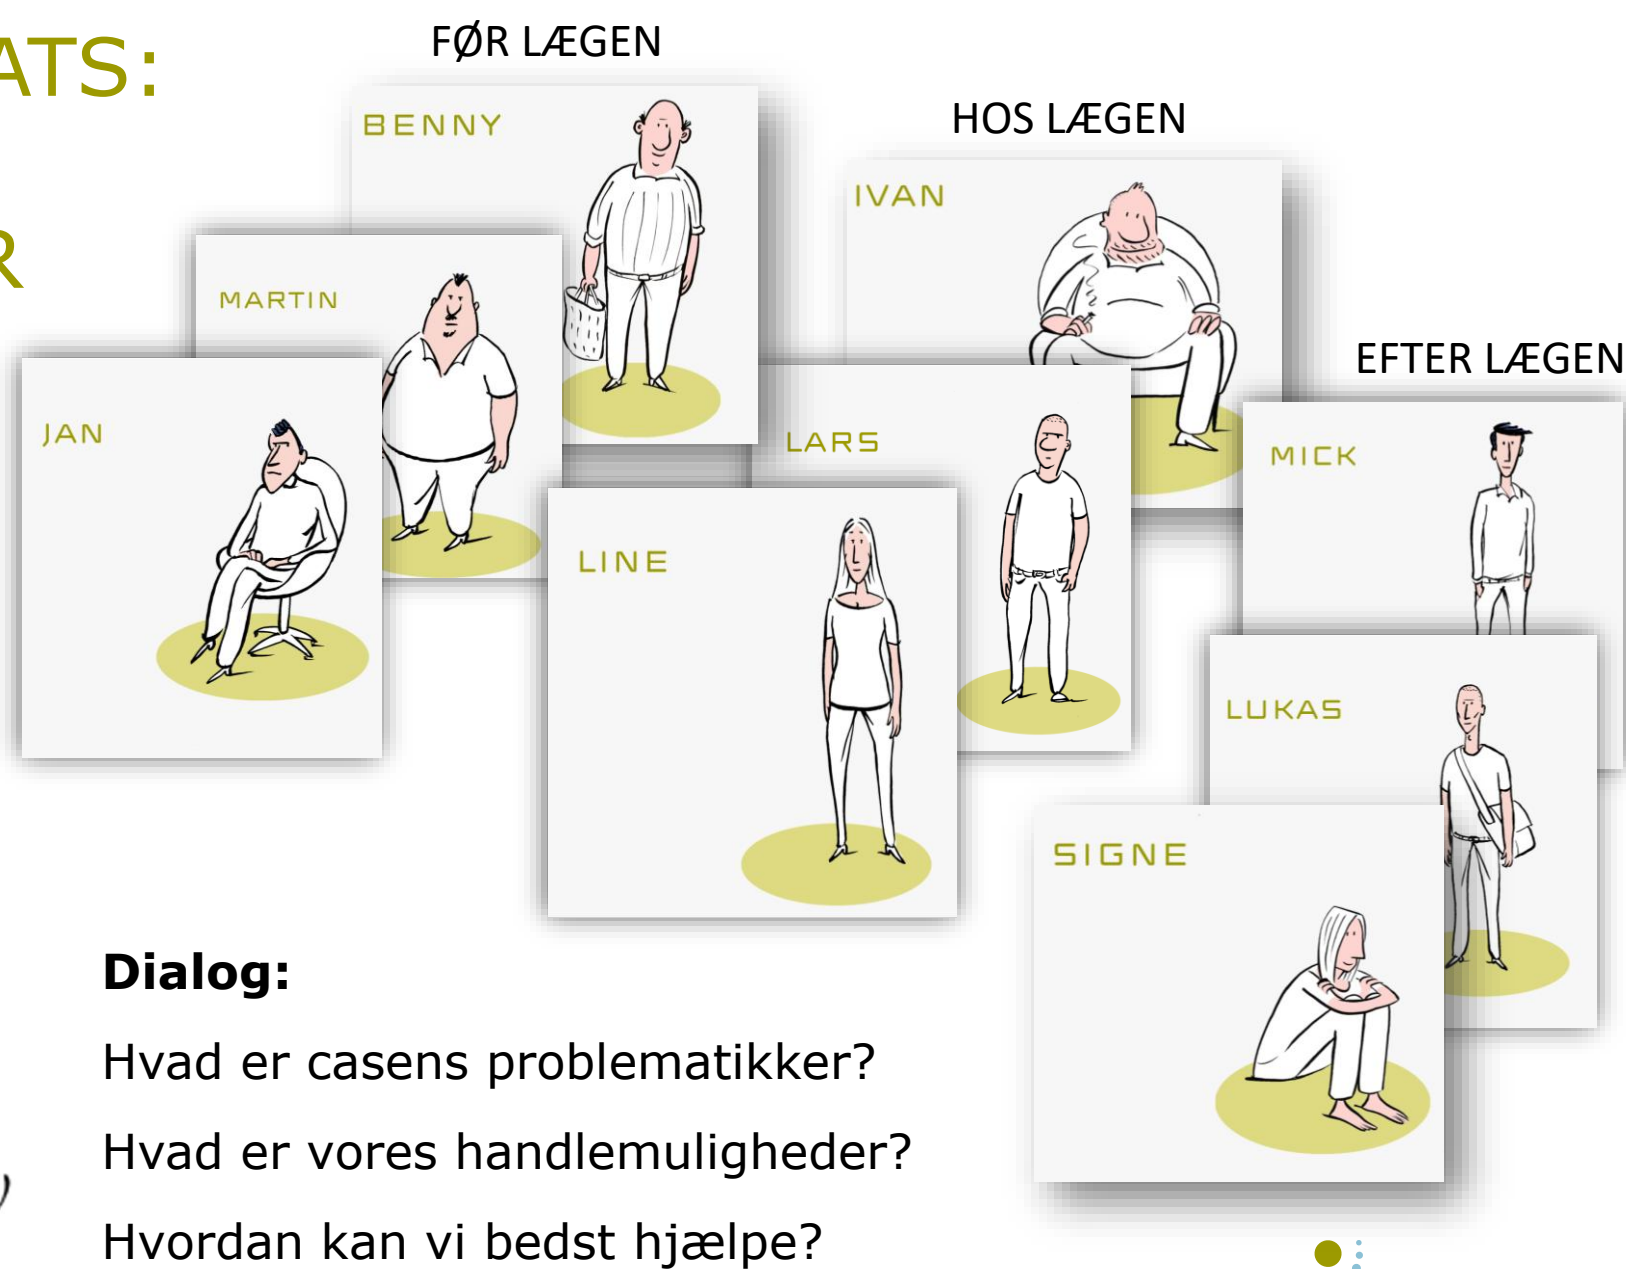 ATS:
R
FØR LÆGEN
BENNY
MARTIN
JAN
HOS LÆGEN
IVAN
LARS
LINE
EFTER LÆGEN
MICK
LUKAS
SIGNE
Dialog:
Hvad er casens problematikker?
Hvad er vores handlemuligheder?
Hvordan kan vi bedst hjælpe?